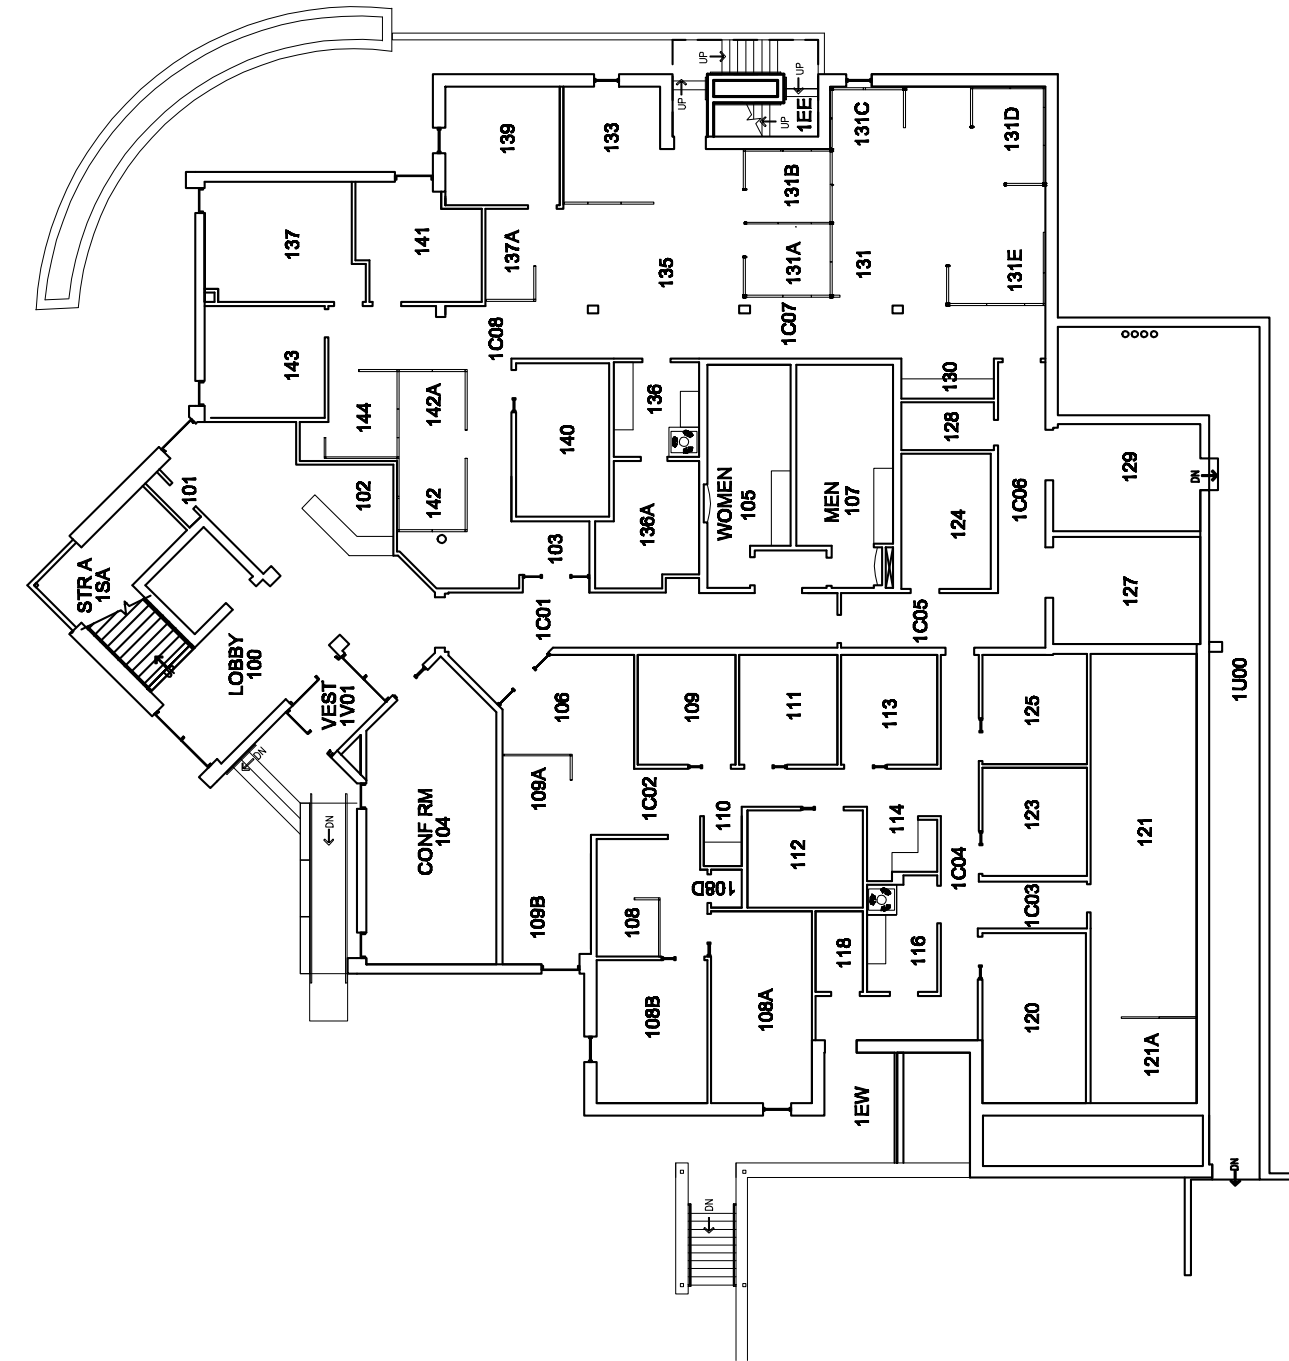 UP
UP
UP
UP
1EE
139
133
131C
131D
131B
137
141
137A
135
131A
131
131E
1C07
1C08
143
144
142A
136
130
140
128
101
102
142
WOMEN
105
MEN
107
129
DN
136A
124
1C06
103
STR A
1SA
127
1C01
1C05
LOBBY
100
VEST
1V01
1U00
106
109
111
113
125
DN
109A
1C02
110
114
123
121
DN
CONF RM
104
112
1C04
108D
1C03
109B
108
118
116
108B
108A
120
121A
1EW
DN
DN